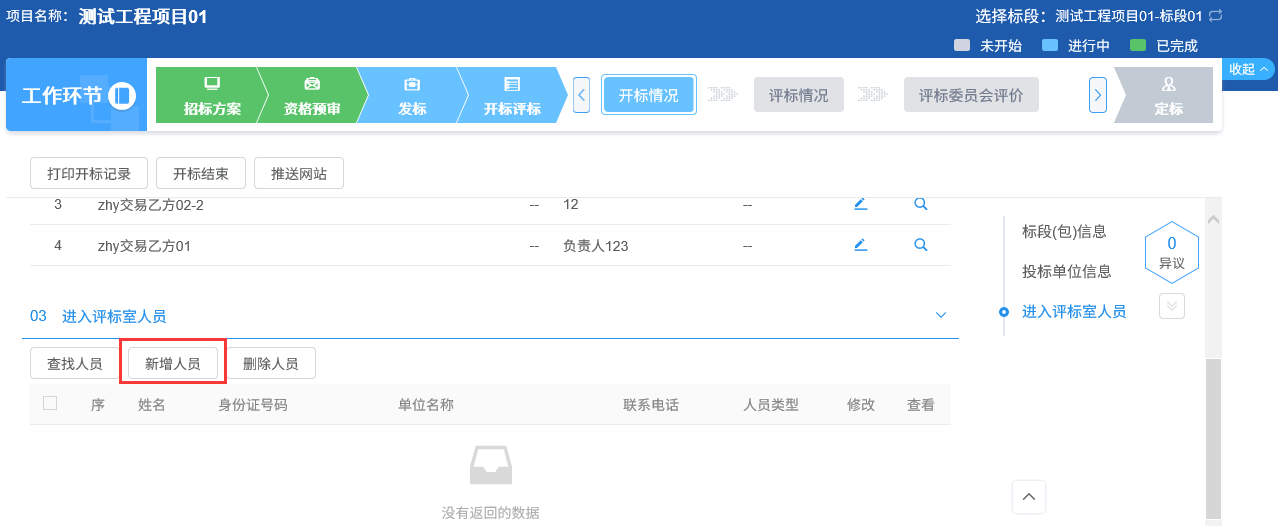 项目名称： 测试工程项目01
选择标段： 测试工程项目01-标段01
未开始 进行中 已完成
收起
工作环节
招标方案 资格预审 发标 开标评标
开标情况 评标情况 评标委员会评价
定标
打印开标记录 开标结束 推送网站
3 zhy交易乙方02-2 -- 12 --
4 zhy交易乙方01 -- 负责人123 --
标段(包)信息
投标单位信息
进入评标室人员
0
异议
03 进入评标室人员
查找人员 新增人员 删除人员
序 姓名 身份证号码 单位名称 联系电话 人员类型 修改 查看
没有返回的数据